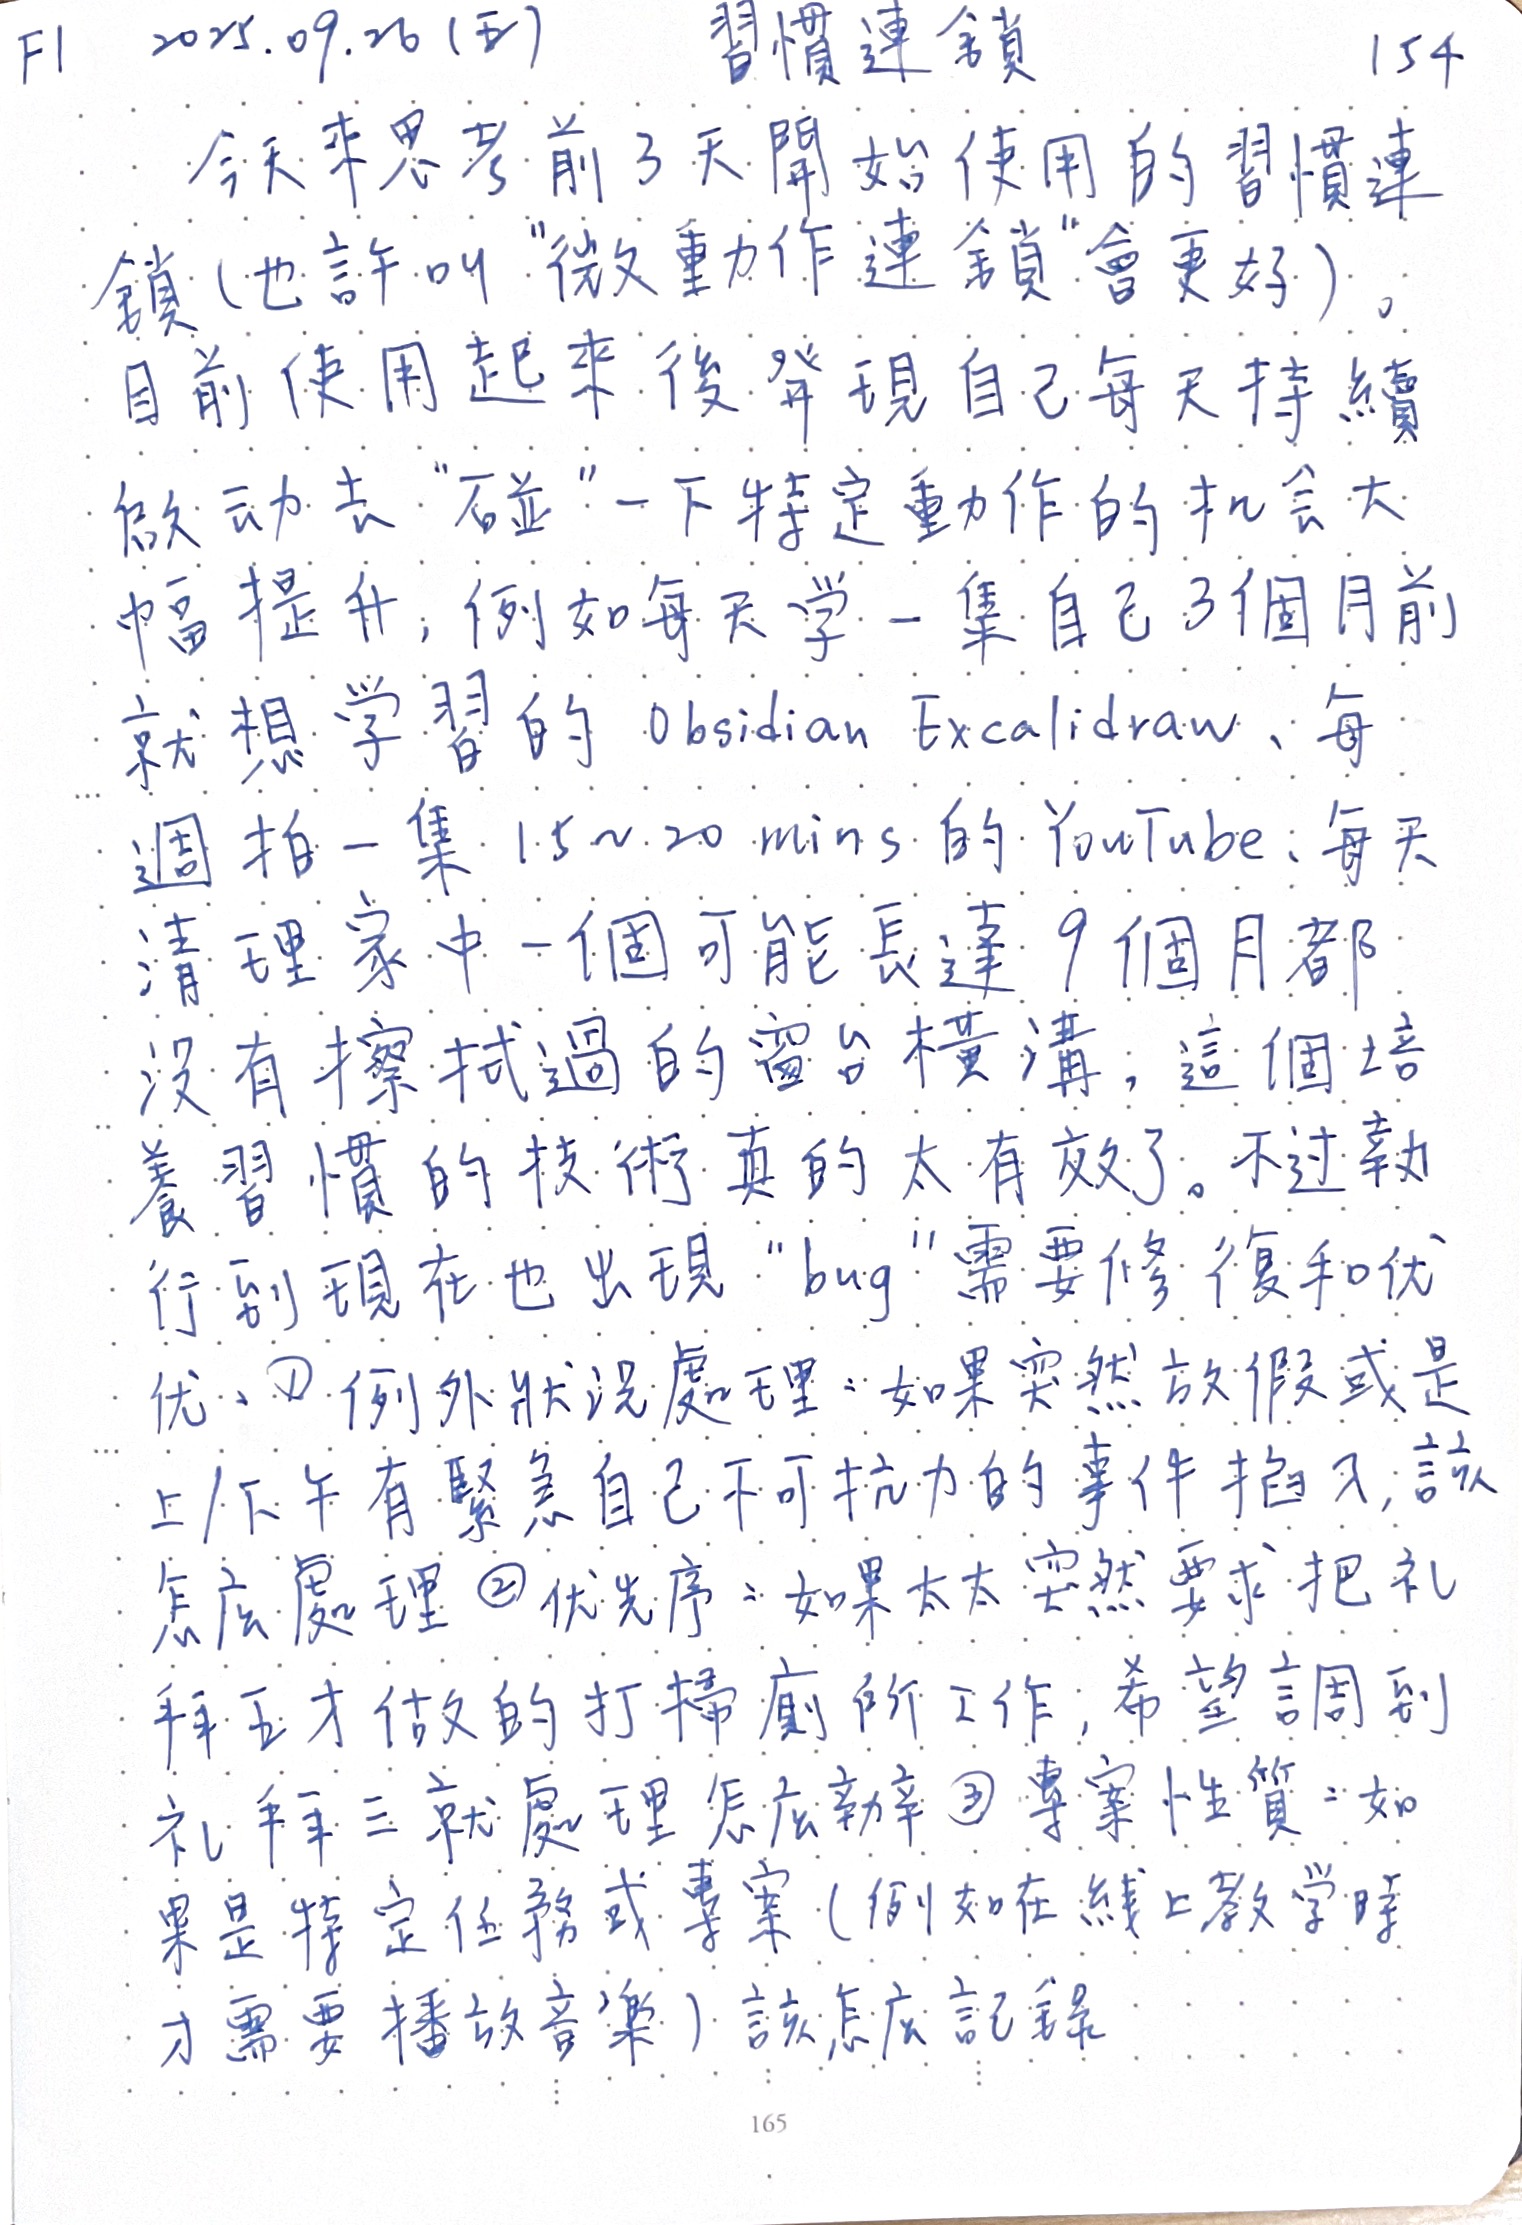 F1 2025.09.26 (五) 習慣連鎖 154
今天來思考前3天開始使用的習慣連
鎖(也許叫"微動作連鎖"會更好)。
目前使用起來後發現自己每天持續
啟动去"碰"一下特定動作的机会大
幅提升,例如每天学一集自己3個月前
就想学習的 Obsidian Excalidraw、每
週拍一集 15~20 mins 的 YouTube、每天
清理家中一個可能長達9個月都
沒有擦拭過的窗台橫溝,這個培
養習慣的技術真的太有效了。不过執
行到現在也出現"bug"需要修復和优
优、①例外狀況處理:如果突然放假或是
上/下午有緊急自己不可抗力的事件插入,該
怎么處理 ②优先序:如果太太突然要求把礼
拜五才做的打掃廁所工作,希望調到
礼拜三就處理怎么辦 ③專案性質:如
果是特定任務或專案(例如在綫上教学時
才需要播放音樂)該怎么記錄
165